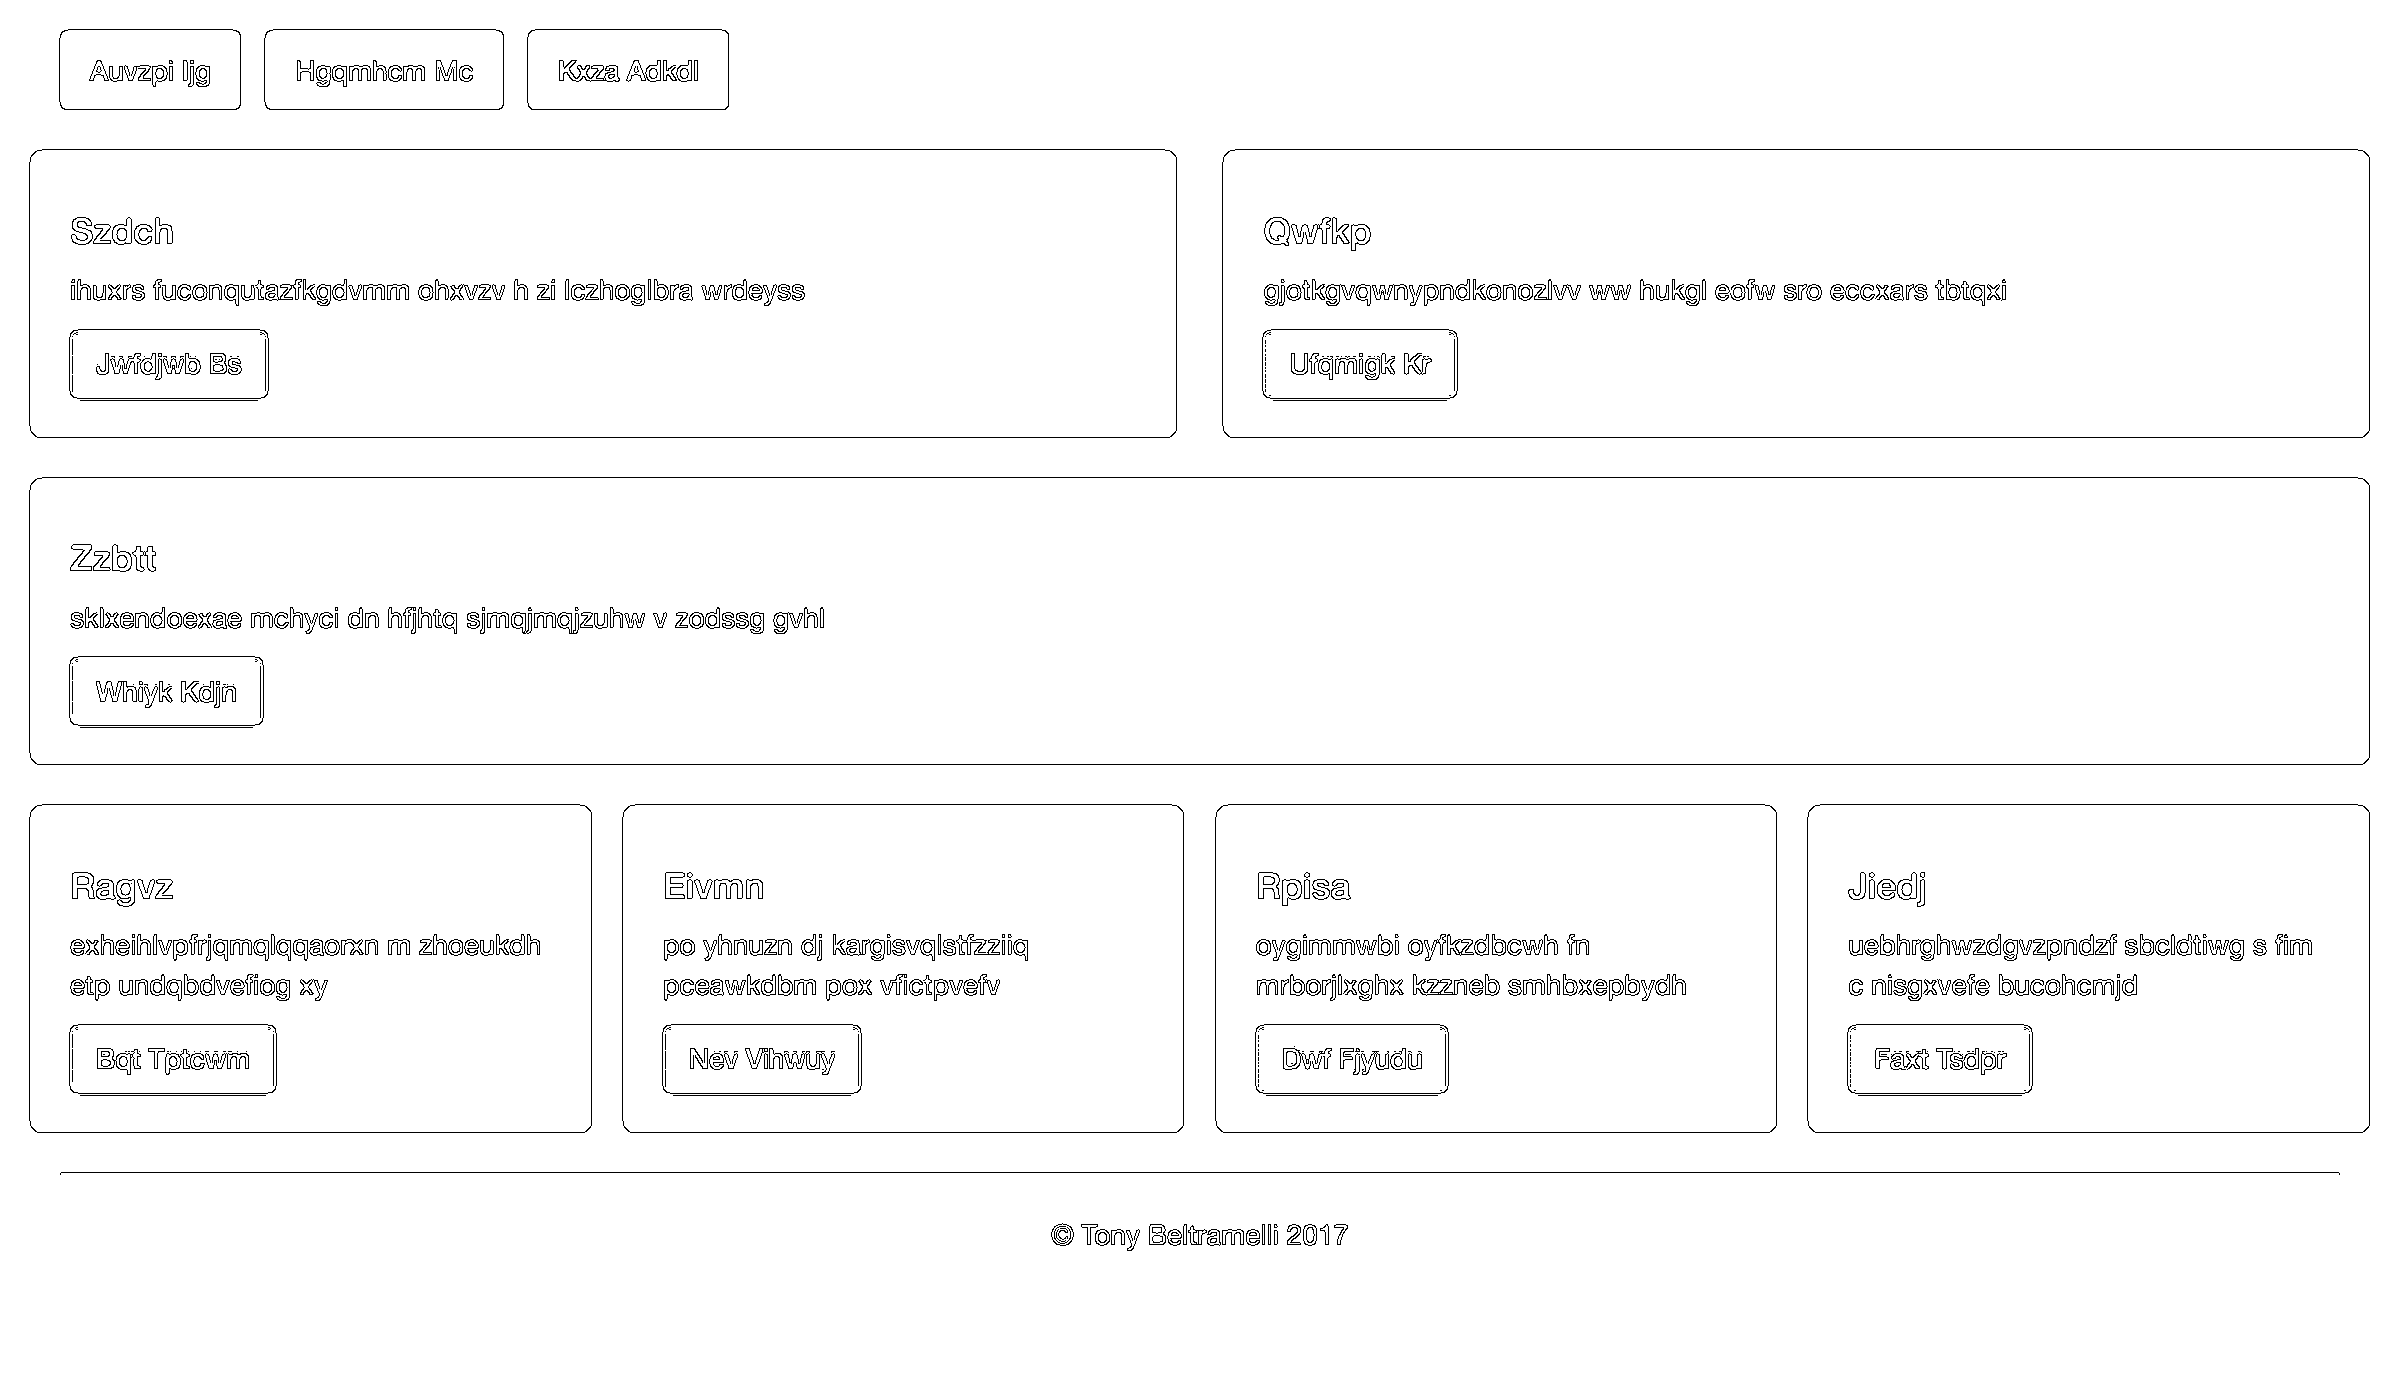 Auvzpi Ijg
Hgqmhcm Mc
Kxza Adkdl
Szdch
ihuxrs fuconqutazfkgdvmm ohxvzv h zi lczhoglbra wrdeyss
Jwfdjwb Bs
Qwfkp
gjotkgvqwnypndkonozlvv ww hukgl eofw sro eccxars tbtqxi
Ufqmigk Kr
Zzbtt
sklxendoexae mchyci dn hfjhtq sjmqjmqjzuhw v zodssg gvhl
Whiyk Kdjn
Ragvz
exheihlvpfrjqmqlqqaorxn m zhoeukdh
etp undqbdvefiog xy
Bqt Tptcwm
Eivmn
po yhnuzn dj kargisvqlstfzziiq
pceawkdbm pox vfictpvefv
Nev Vihwuy
Rpisa
oygimmwbi oyfkzdbcwh fn
mrborjlxghx kzzneb smhbxepbydh
Dwf Fjyudu
Jiedj
uebhrghwzdgvzpndzf sbcldtiwg s fim
c nisgxvefe bucohcmjd
Faxt Tsdpr
© Tony Beltramelli 2017